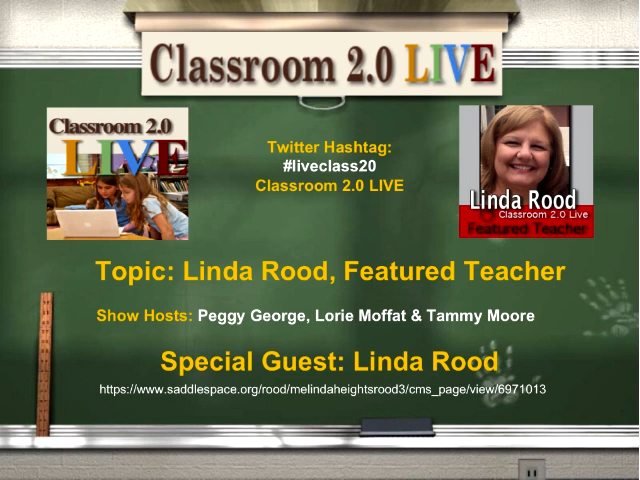 Classroom 2.0 LIVE
Classroom 2.0
LIVE
Twitter Hashtag:
#liveclass20
Classroom 2.0 LIVE
Linda Rood
Classroom 2.0 Live
Featured Teacher
Topic: Linda Rood, Featured Teacher
Show Hosts: Peggy George, Lorie Moffat & Tammy Moore
Special Guest: Linda Rood
https://www.saddlespace.org/rood/melindaheightsrood3/cms_page/view/6971013